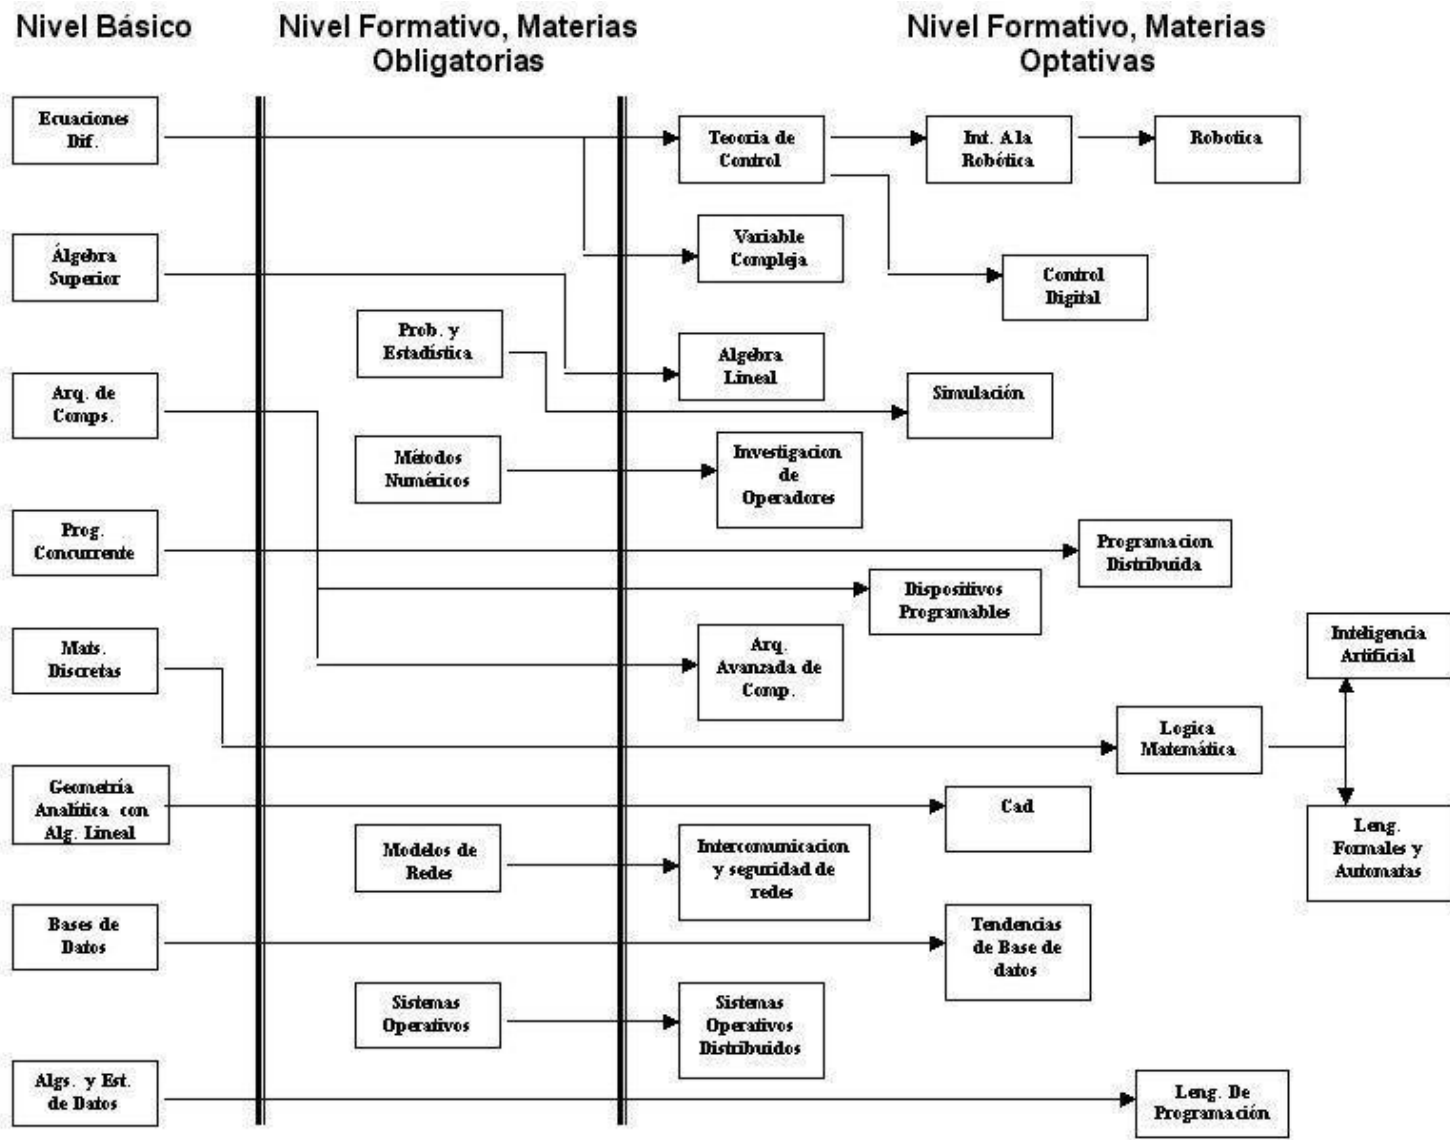 Nivel Básico
Nivel Formativo, Materias
Obligatorias
Nivel Formativo, Materias
Optativas
Ecuaciones
Dif.
Álgebra
Superior
Arq. de
Comps.
Prog.
Concurrente
Mats.
Discretas
Geometría
Analítica con
Alg. Lineal
Bases de
Datos
Algs. y Est.
de Datos
Prob. y
Estadística
Métodos
Numéricos
Modelos de
Redes
Sistemas
Operativos
Teooria de
Control
Int. A la
Robótica
Robotica
Variable
Compleja
Control
Digital
Algebra
Lineal
Simulación
Investigacion
de
Operadores
Programacion
Distribuida
Dispositivos
Programables
Arq.
Avanzada de
Comp.
Inteligencia
Artificial
Logica
Matemática
Cad
Leng.
Formales y
Automatas
Intercomunicacion
y seguridad de
redes
Tendencias
de Base de
datos
Sistemas
Operativos
Distribuidos
Leng. De
Programación